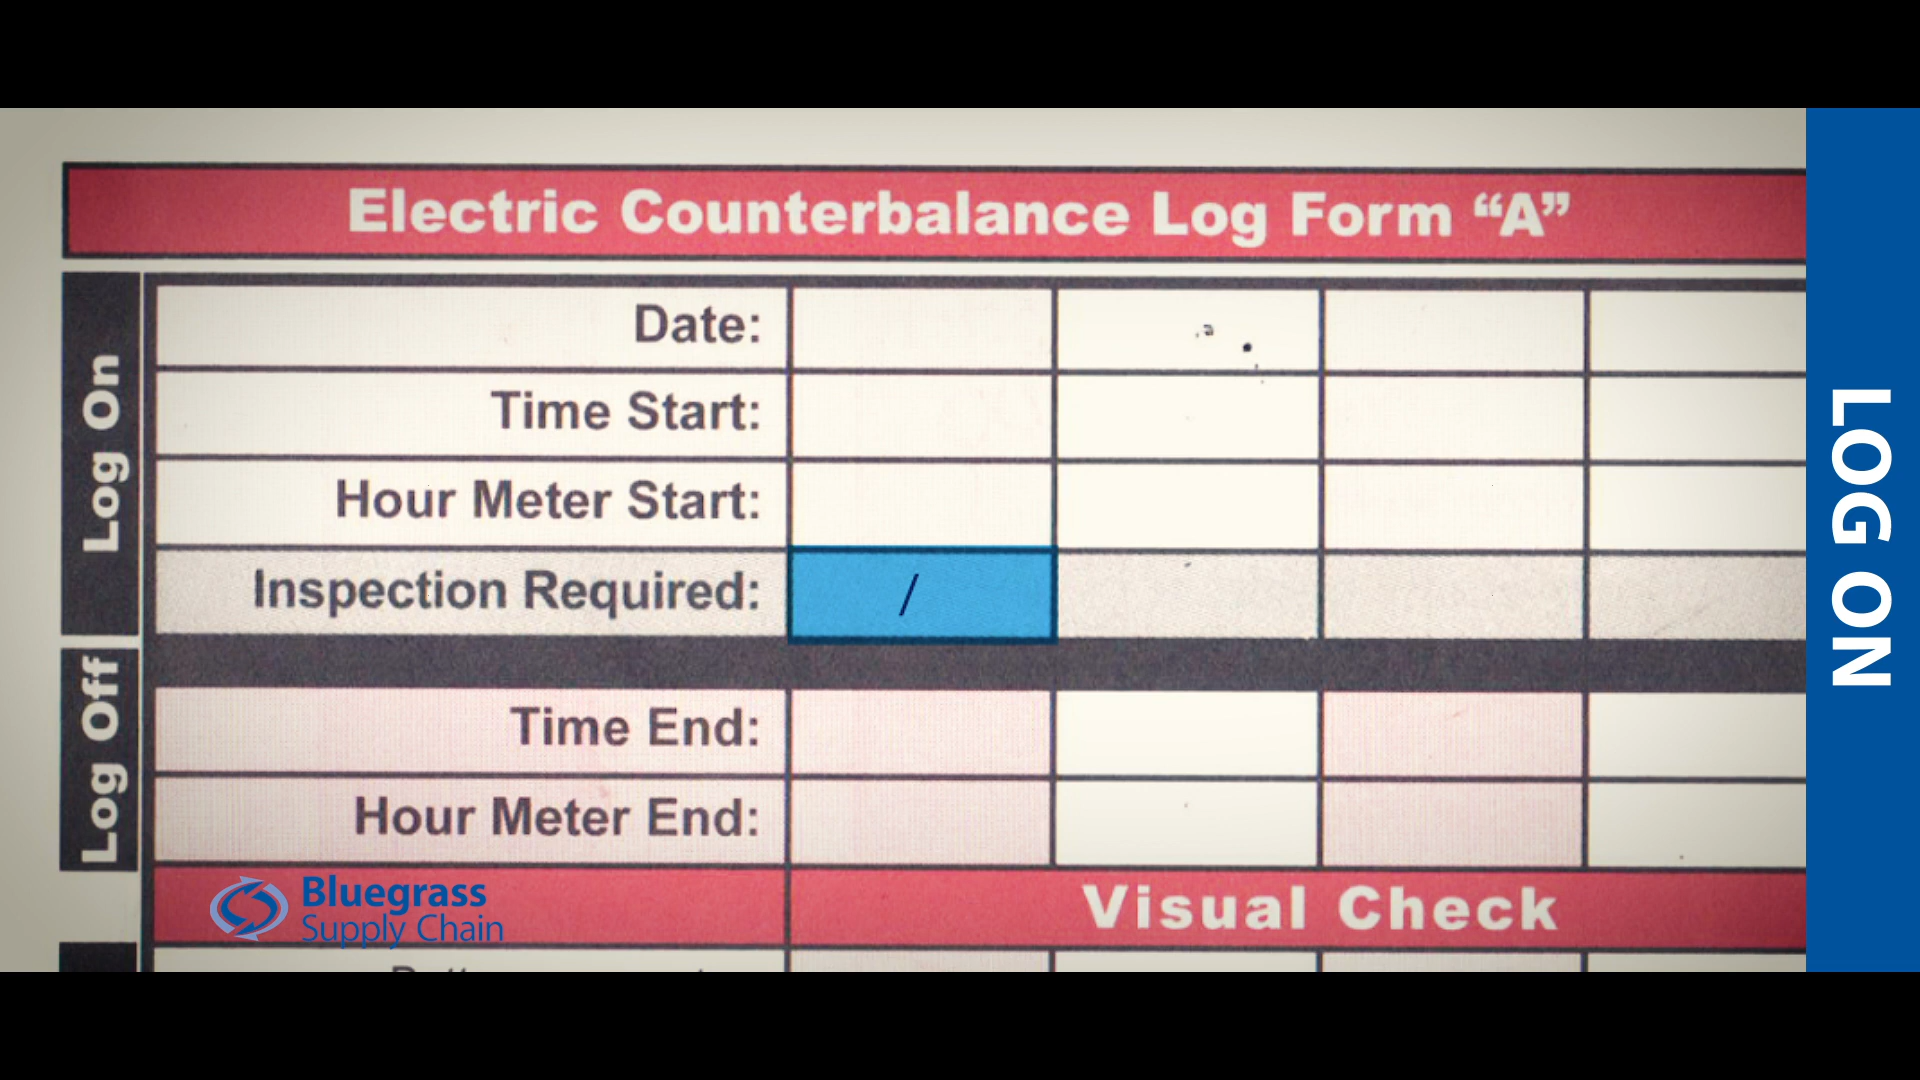 Electric Counterbalance Log Form “A”
Log On
Date:
Time Start:
Hour Meter Start:
Inspection Required: /
Log Off
Time End:
Hour Meter End:
Visual Check
Bluegrass
Supply Chain
LOG ON